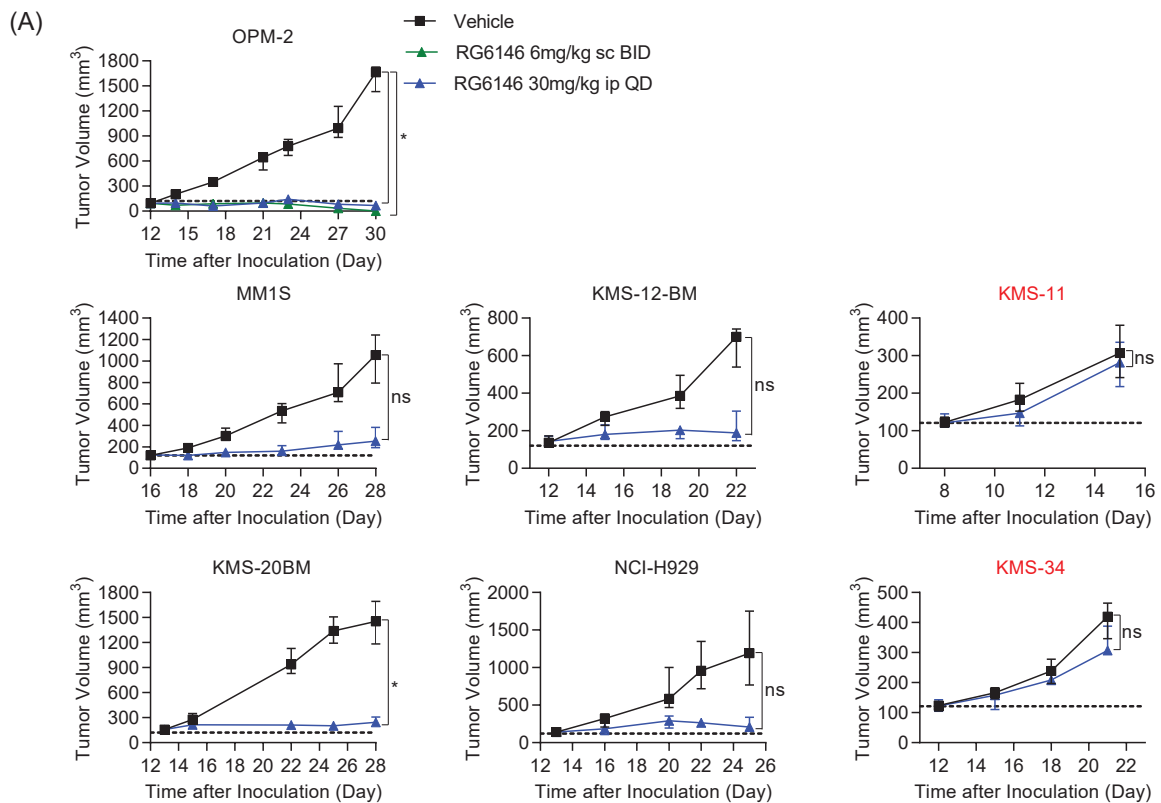 (A)
OPM-2
Vehicle
RG6146 6mg/kg sc BID
RG6146 30mg/kg ip QD
Tumor Volume (mm³)
1800
1500
1200
900
600
300
0
*
12 15 18 21 24 27 30
Time after Inoculation (Day)
MM1S
Tumor Volume (mm³)
1400
1200
1000
800
600
400
200
0
ns
16 18 20 22 24 26 28
Time after Inoculation (Day)
KMS-12-BM
Tumor Volume (mm³)
800
600
400
200
0
ns
12 14 16 18 20 22
Time after Inoculation (Day)
KMS-11
Tumor Volume (mm³)
400
300
200
100
0
ns
8 10 12 14 16
Time after Inoculation (Day)
KMS-20BM
Tumor Volume (mm³)
1800
1500
1200
900
600
300
0
*
12 14 16 18 20 22 24 26 28
Time after Inoculation (Day)
NCI-H929
Tumor Volume (mm³)
2000
1500
1000
500
0
ns
12 14 16 18 20 22 24 26
Time after Inoculation (Day)
KMS-34
Tumor Volume (mm³)
500
400
300
200
100
0
ns
12 14 16 18 20 22
Time after Inoculation (Day)